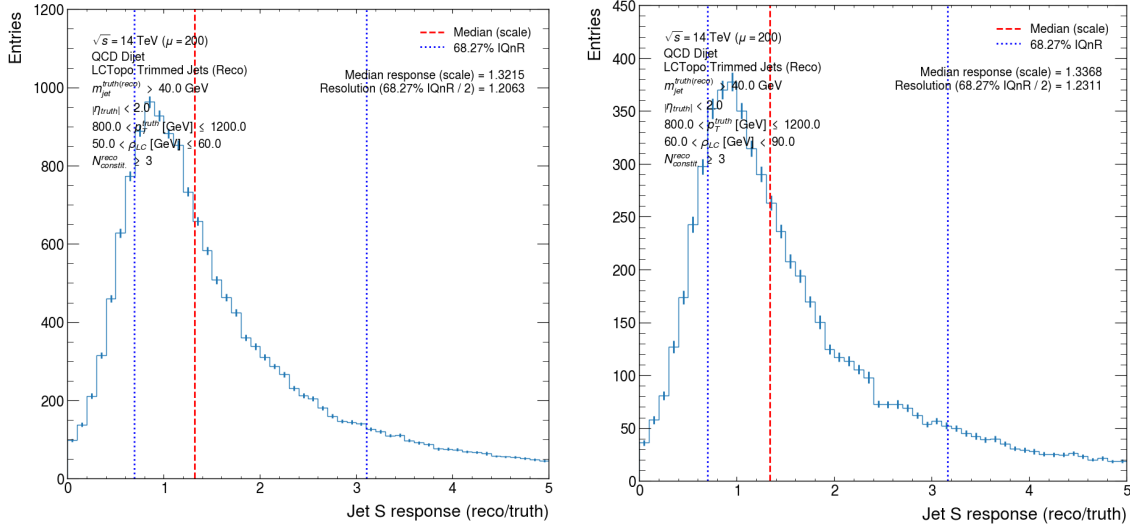 Entries
1200
1000
800
600
400
200
0
√s = 14 TeV (μ = 200)
QCD Dijet
LCTopo Trimmed Jets (Reco)
m_jet^truth(reco) > 40.0 GeV
|η_truth| < 2.0
800.0 < p_T^truth [GeV] ≤ 1200.0
50.0 < ρ_LC [GeV] ≤ 60.0
N_constit.^reco ≥ 3
Median (scale)
68.27% IQnR
Median response (scale) = 1.3215
Resolution (68.27% IQnR / 2) = 1.2063
0 1 2 3 4 5
Jet S response (reco/truth)
Entries
450
400
350
300
250
200
150
100
50
0
√s = 14 TeV (μ = 200)
QCD Dijet
LCTopo Trimmed Jets (Reco)
m_jet^truth(reco) > 40.0 GeV
|η_truth| < 2.0
800.0 < p_T^truth [GeV] ≤ 1200.0
60.0 < ρ_LC [GeV] < 90.0
N_constit.^reco ≥ 3
Median (scale)
68.27% IQnR
Median response (scale) = 1.3368
Resolution (68.27% IQnR / 2) = 1.2311
0 1 2 3 4 5
Jet S response (reco/truth)